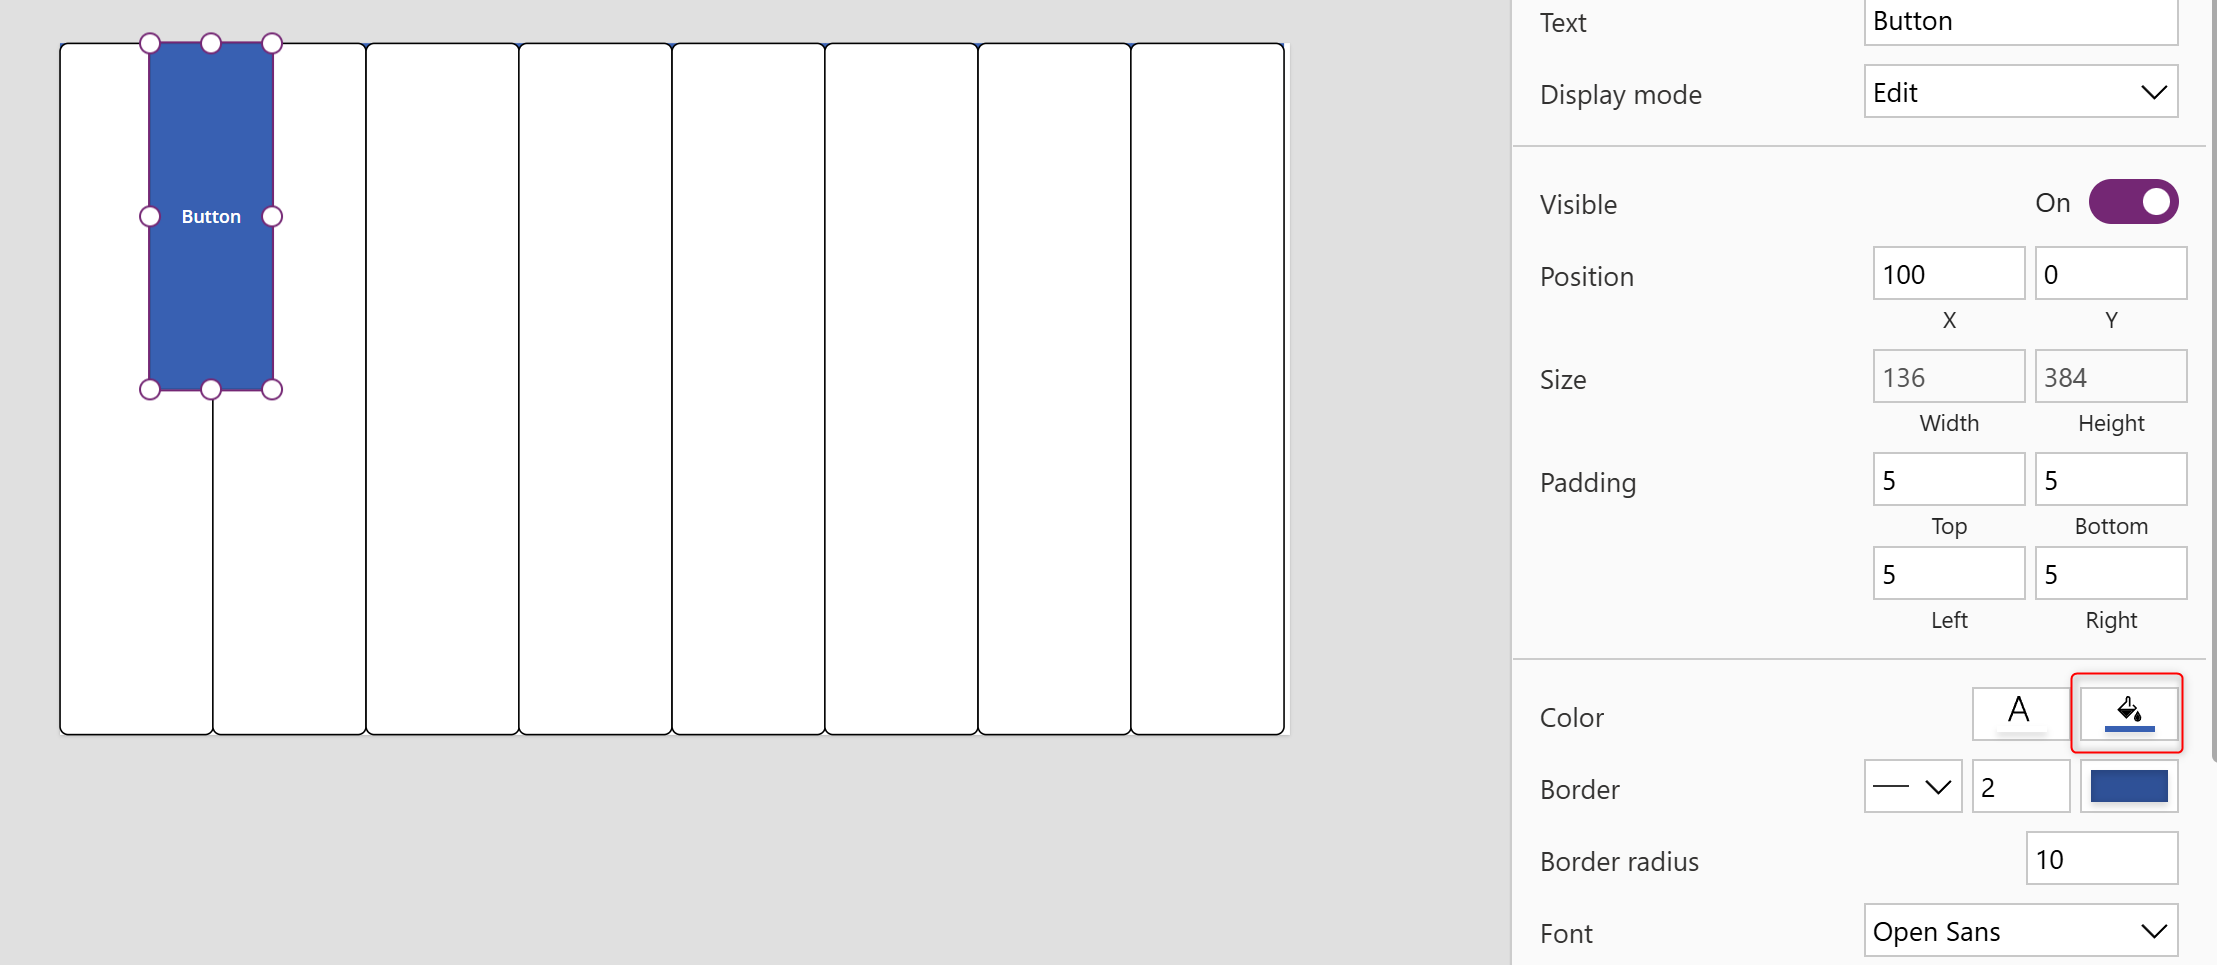 Button
Text
Button
Display mode
Edit
Visible
On
Position
100
0
X
Y
Size
136
384
Width
Height
Padding
5
5
Top
Bottom
5
5
Left
Right
Color
A
Border
2
Border radius
10
Font
Open Sans